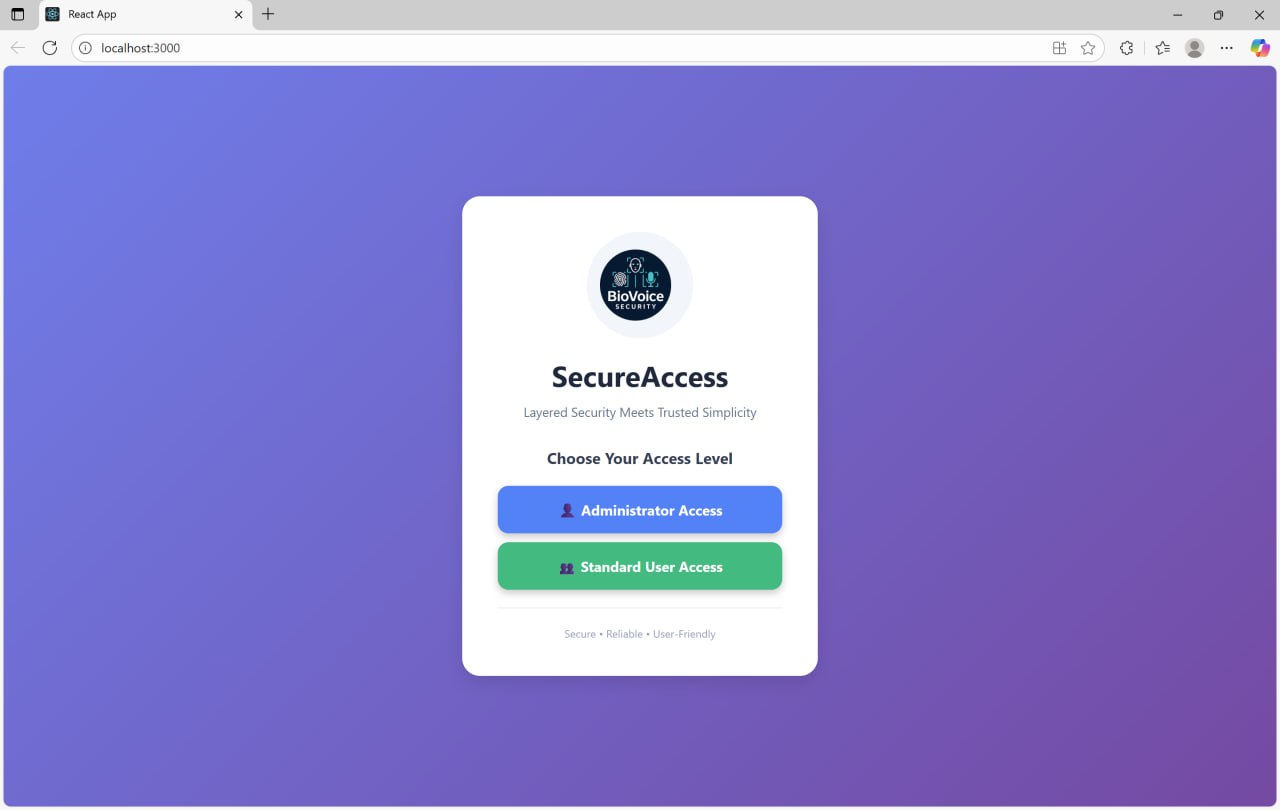 React App
localhost:3000
BioVoice
SECURITY
SecureAccess
Layered Security Meets Trusted Simplicity
Choose Your Access Level
Administrator Access
Standard User Access
Secure • Reliable • User-Friendly